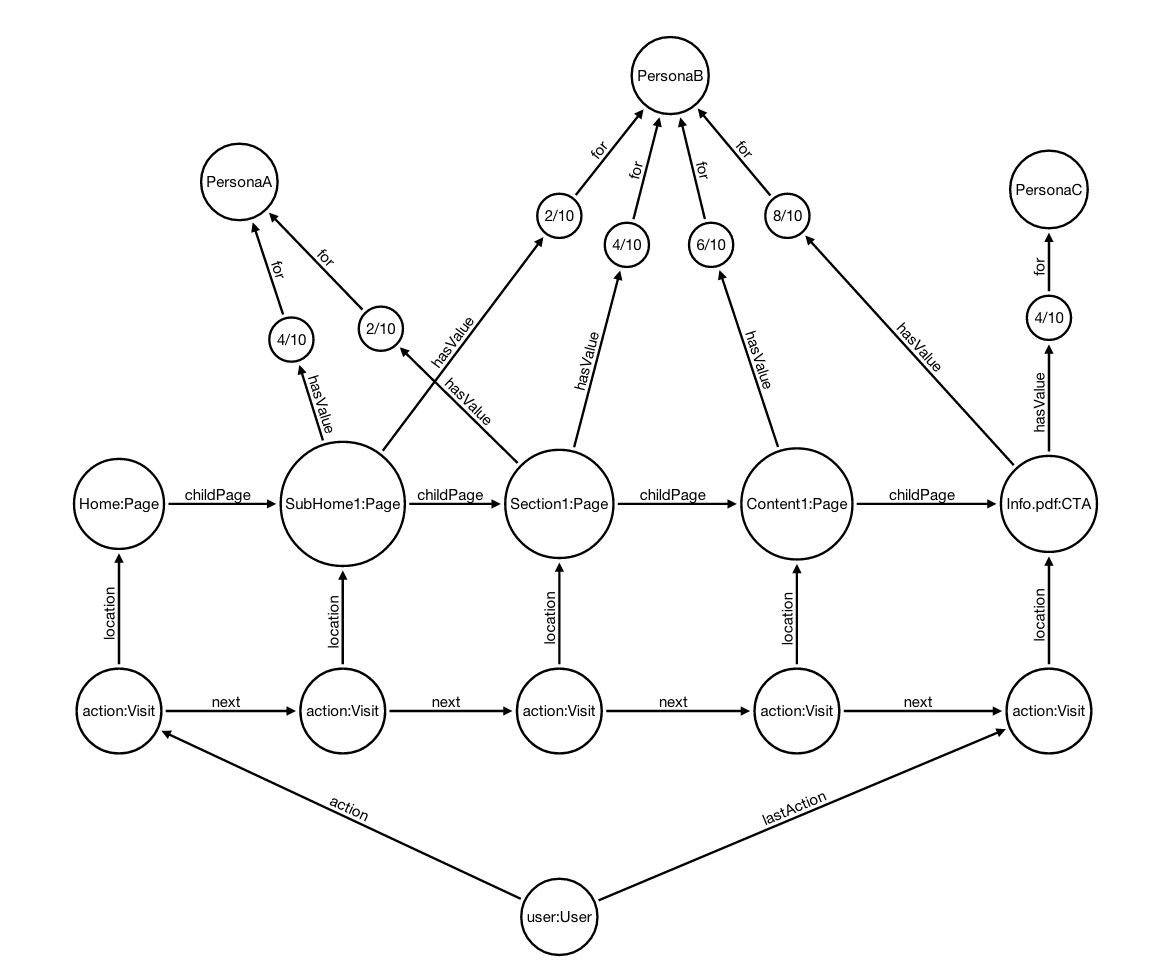 PersonaB
PersonaA
PersonaC
for
for
for
for
2/10
8/10
4/10
6/10
for
for
for
4/10
2/10
4/10
hasValue
hasValue
hasValue
hasValue
hasValue
hasValue
hasValue
Home:Page
childPage
SubHome1:Page
childPage
Section1:Page
childPage
Content1:Page
childPage
Info.pdf:CTA
location
location
location
location
location
action:Visit
next
action:Visit
next
action:Visit
next
action:Visit
next
action:Visit
action
lastAction
user:User